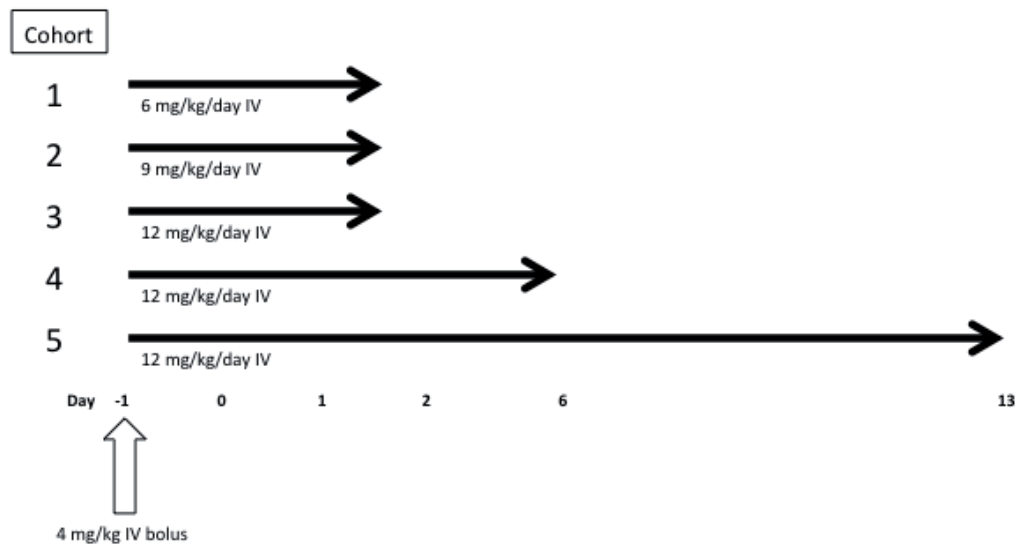 Cohort
1
6 mg/kg/day IV
2
9 mg/kg/day IV
3
12 mg/kg/day IV
4
12 mg/kg/day IV
5
12 mg/kg/day IV
Day -1 0 1 2 6 13
4 mg/kg IV bolus